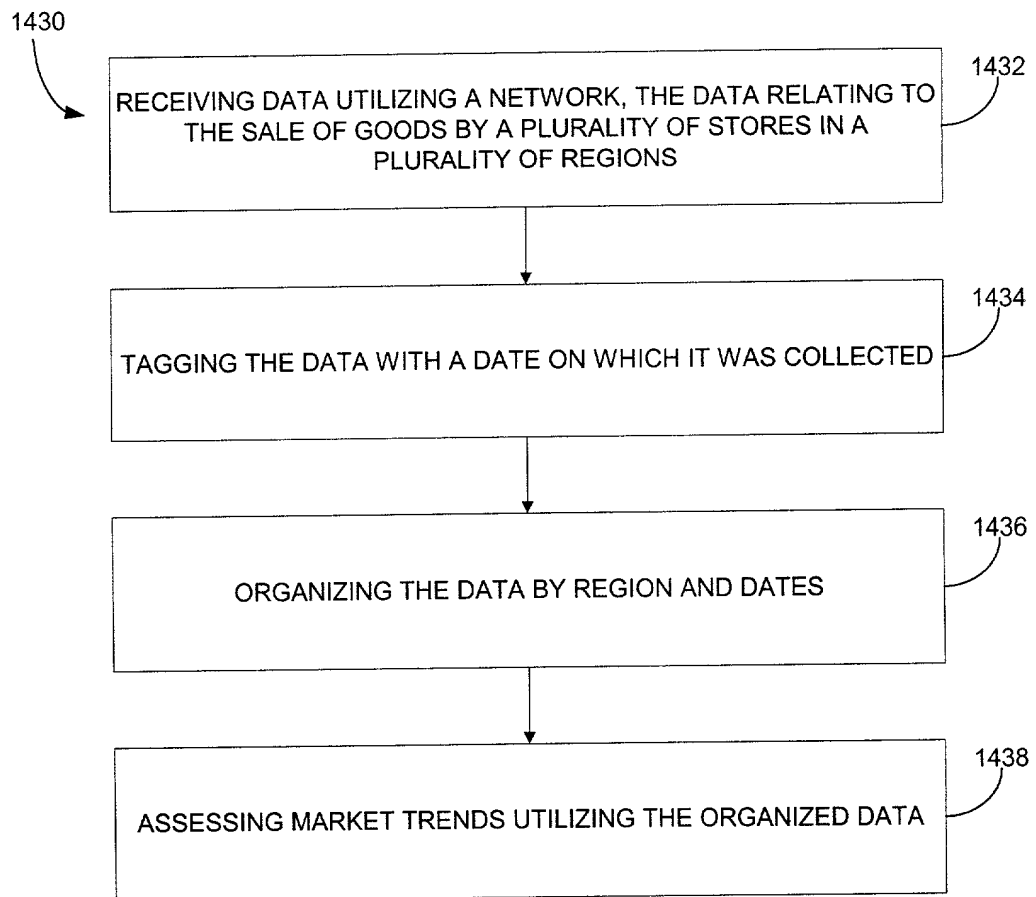 1430
1432
RECEIVING DATA UTILIZING A NETWORK, THE DATA RELATING TO
THE SALE OF GOODS BY A PLURALITY OF STORES IN A
PLURALITY OF REGIONS
1434
TAGGING THE DATA WITH A DATE ON WHICH IT WAS COLLECTED
1436
ORGANIZING THE DATA BY REGION AND DATES
1438
ASSESSING MARKET TRENDS UTILIZING THE ORGANIZED DATA